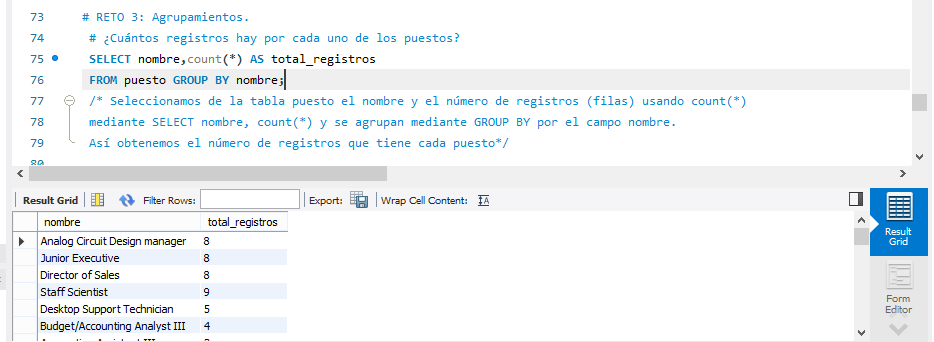 73 # RETO 3: Agrupamientos.
74 # ¿Cuántos registros hay por cada uno de los puestos?
75 SELECT nombre,count(*) AS total_registros
76 FROM puesto GROUP BY nombre;
77 /* Seleccionamos de la tabla puesto el nombre y el número de registros (filas) usando count(*)
78 mediante SELECT nombre, count(*) y se agrupan mediante GROUP BY por el campo nombre.
79 Así obtenemos el número de registros que tiene cada puesto*/
80
Result Grid Filter Rows: Export: Wrap Cell Content:
nombre total_registros
Analog Circuit Design manager 8
Junior Executive 8
Director of Sales 8
Staff Scientist 9
Desktop Support Technician 5
Budget/Accounting Analyst III 4
Result
Grid
Form
Editor